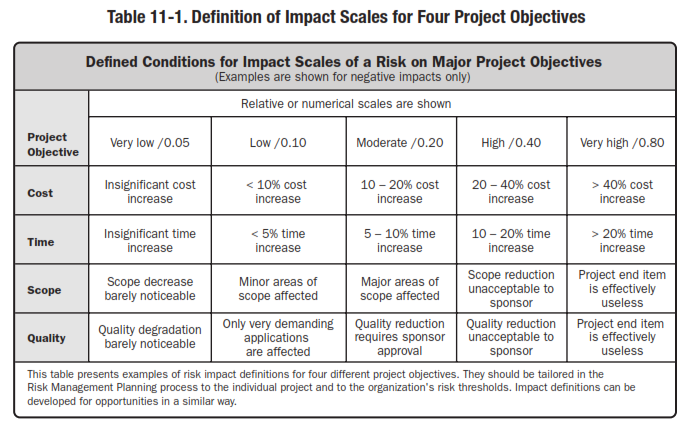 Table 11-1. Definition of Impact Scales for Four Project Objectives
Defined Conditions for Impact Scales of a Risk on Major Project Objectives
(Examples are shown for negative impacts only)
Relative or numerical scales are shown
Project
Objective
Very low /0.05
Low /0.10
Moderate /0.20
High /0.40
Very high /0.80
Cost
Insignificant cost
increase
< 10% cost
increase
10 – 20% cost
increase
20 – 40% cost
increase
> 40% cost
increase
Time
Insignificant time
increase
< 5% time
increase
5 – 10% time
increase
10 – 20% time
increase
> 20% time
increase
Scope
Scope decrease
barely noticeable
Minor areas of
scope affected
Major areas of
scope affected
Scope reduction
unacceptable to
sponsor
Project end item
is effectively
useless
Quality
Quality degradation
barely noticeable
Only very demanding
applications
are affected
Quality reduction
requires sponsor
approval
Quality reduction
unacceptable to
sponsor
Project end item
is effectively
useless
This table presents examples of risk impact definitions for four different project objectives. They should be tailored in the
Risk Management Planning process to the individual project and to the organization's risk thresholds. Impact definitions can be
developed for opportunities in a similar way.